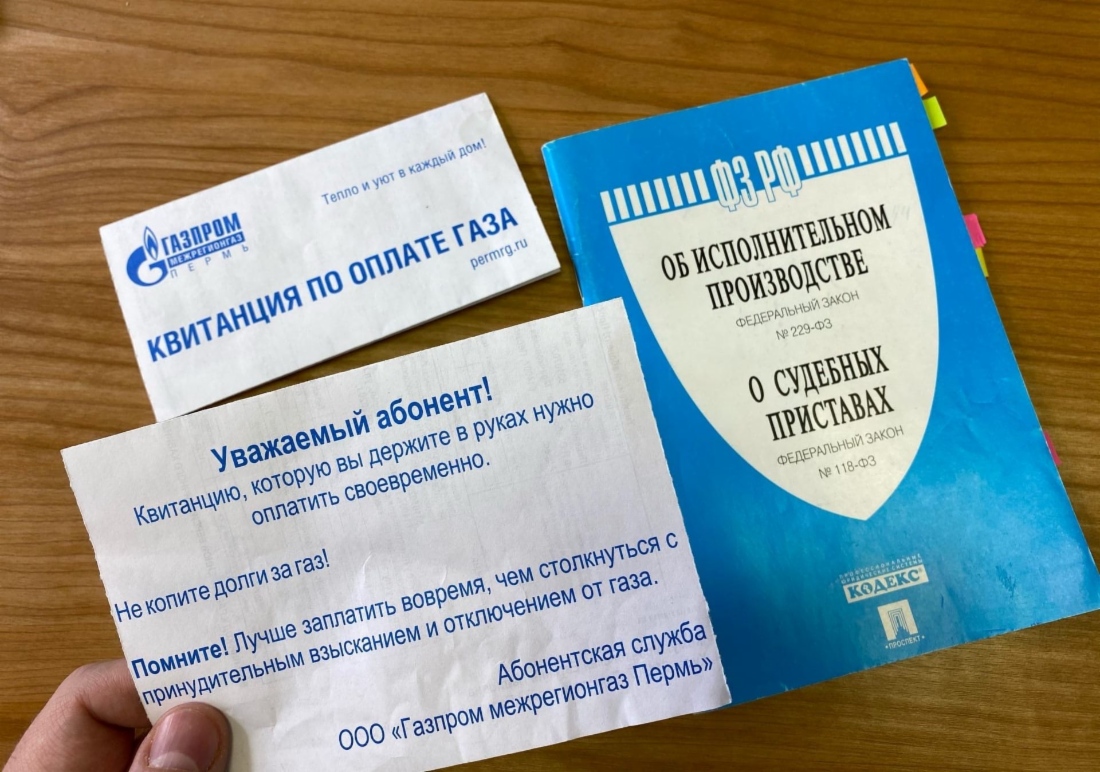 Тепло и уют в каждый дом!
ГАЗПРОМ
МЕЖРЕГИОНГАЗ
ПЕРМЬ
КВИТАНЦИЯ ПО ОПЛАТЕ ГАЗА
permrg.ru
Уважаемый абонент!
Квитанцию, которую вы держите в руках нужно
оплатить своевременно.
Не копите долги за газ!
Помните! Лучше заплатить вовремя, чем столкнуться с
принудительным взысканием и отключением от газа.
Абонентская служба
ООО «Газпром межрегионгаз Пермь»
ФЗ РФ
ОБ ИСПОЛНИТЕЛЬНОМ
ПРОИЗВОДСТВЕ
ФЕДЕРАЛЬНЫЙ ЗАКОН
№ 229-ФЗ
О СУДЕБНЫХ
ПРИСТАВАХ
ФЕДЕРАЛЬНЫЙ ЗАКОН
№ 118-ФЗ
ПРОФЕССИОНАЛЬНЫЕ
ЮРИДИЧЕСКИЕ СИСТЕМЫ
КОДЕКС
•ПРОСПЕКТ•